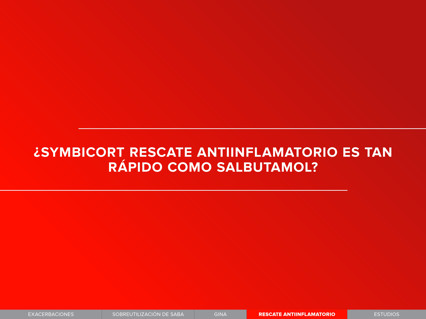 ¿SYMBICORT RESCATE ANTIINFLAMATORIO ES TAN
RÁPIDO COMO SALBUTAMOL?
EXACERBACIONES
SOBREUTILIZACIÓN DE SABA
GINA
RESCATE ANTIINFLAMATORIO
ESTUDIOS